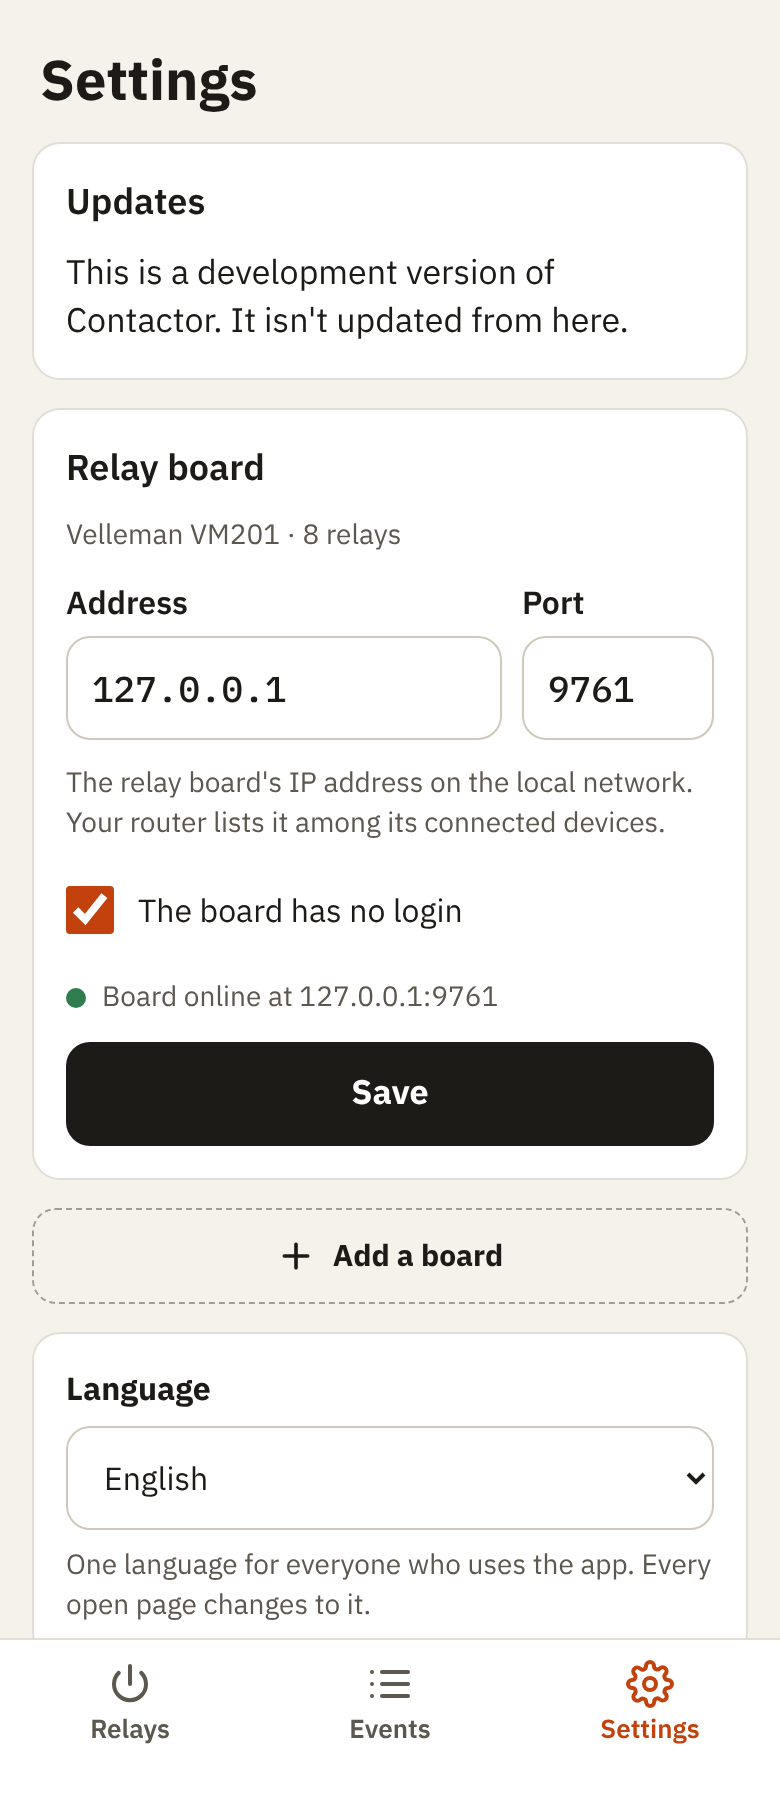 Settings
Updates
This is a development version of
Contactor. It isn't updated from here.
Relay board
Velleman VM201 · 8 relays
Address
Port
127.0.0.1
9761
The relay board's IP address on the local network.
Your router lists it among its connected devices.
The board has no login
Board online at 127.0.0.1:9761
Save
Add a board
Language
English
One language for everyone who uses the app. Every
open page changes to it.
Relays
Events
Settings